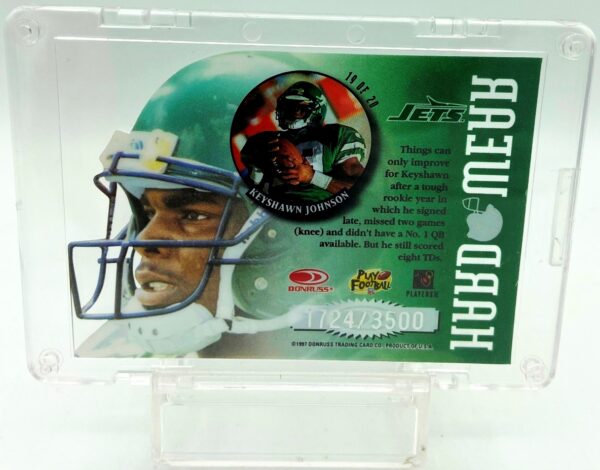 19 OF 20
KEYSHAWN JOHNSON
JETS
HARD WEAR
Things can
only improve
for Keyshawn
after a tough
rookie year in
which he signed
late, missed two games
(knee) and didn't have a No. 1 QB
available. But he still scored
eight TDs.
DONRUSS
PLAY FOOTBALL
PLAYERS
1724/3500
©1997 DONRUSS TRADING CARD CO. PRODUCT OF U.S.A.